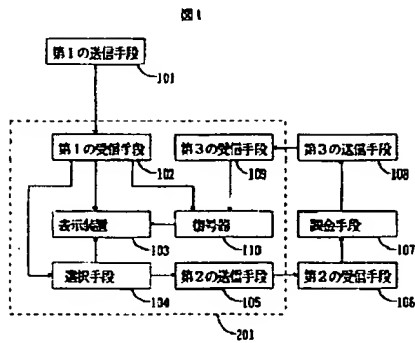 図1
第1の送信手段
101
第1の受信手段
102
第3の受信手段
109
第3の送信手段
108
表示装置
103
復号器
110
課金手段
107
選択手段
104
第2の送信手段
105
第2の受信手段
106
201